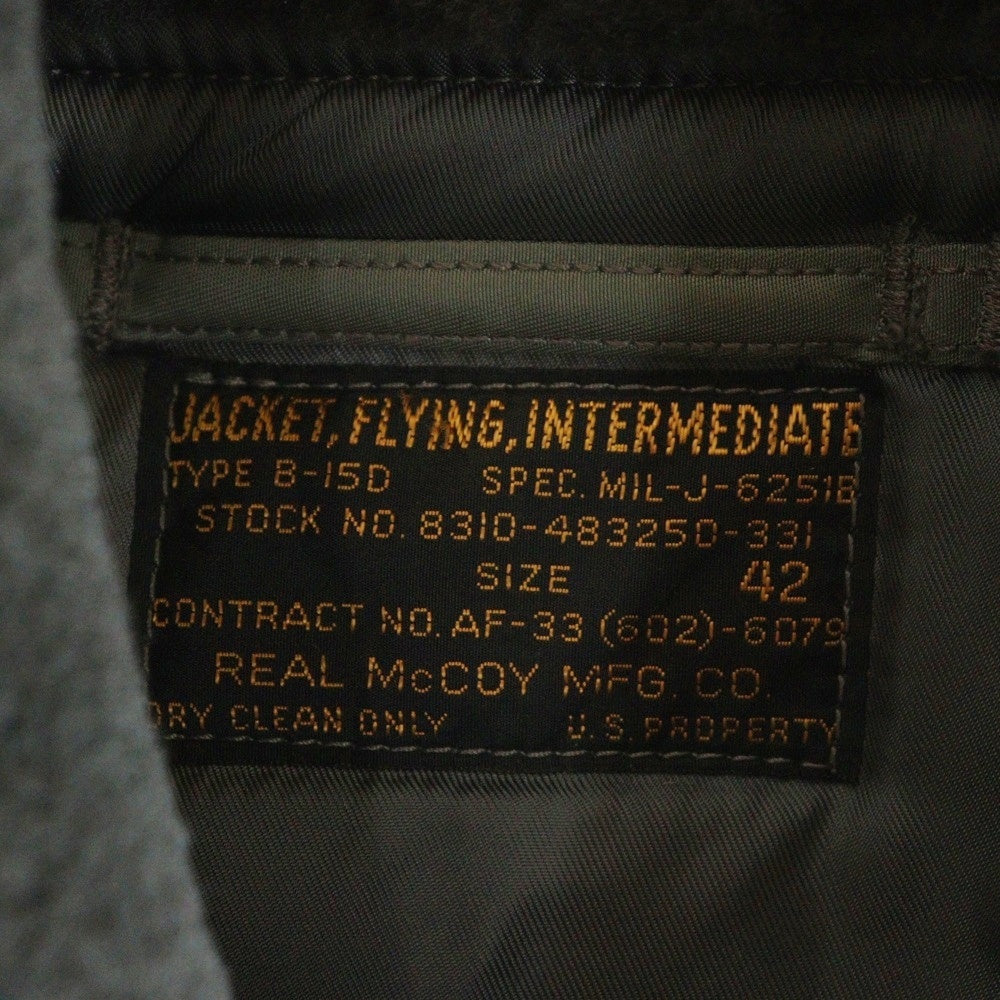 JACKET, FLYING, INTERMEDIATE
TYPE B-15D SPEC. MIL-J-6251B
STOCK NO. 8310-483250-331
SIZE 42
CONTRACT NO. AF-33 (602)-6079
REAL McCOY MFG. CO.
DRY CLEAN ONLY U.S. PROPERTY